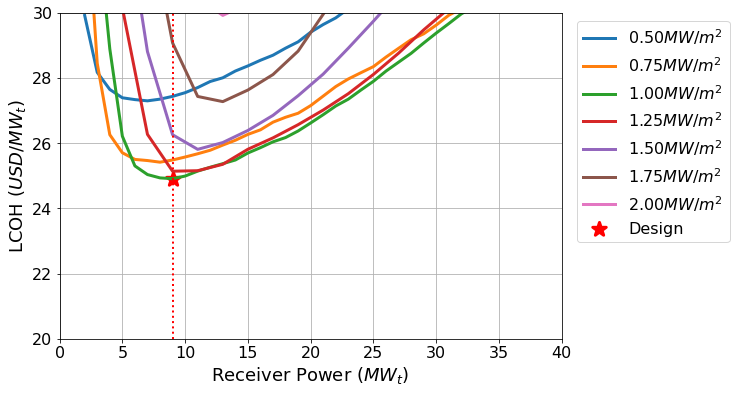 30
28
26
24
22
20
LCOH (USD/MW_t)
0 5 10 15 20 25 30 35 40
Receiver Power (MW_t)
0.50MW/m²
0.75MW/m²
1.00MW/m²
1.25MW/m²
1.50MW/m²
1.75MW/m²
2.00MW/m²
Design